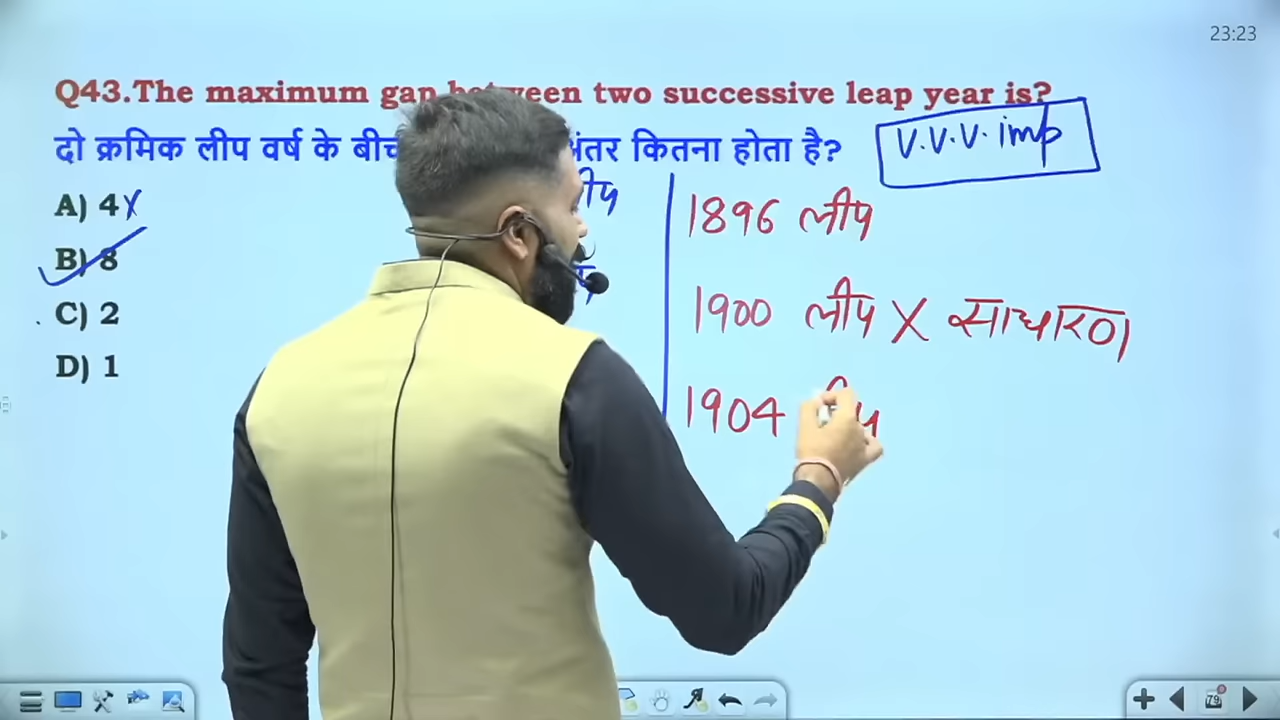 23:23
Q43.The maximum gap between two successive leap year is?
दो क्रमिक लीप वर्ष के बीच अंतर कितना होता है?
V.V.V. imp
A) 4 X
B) 8
C) 2
D) 1
1896 लीप
1900 लीप X साधारण
1904 लीप
79